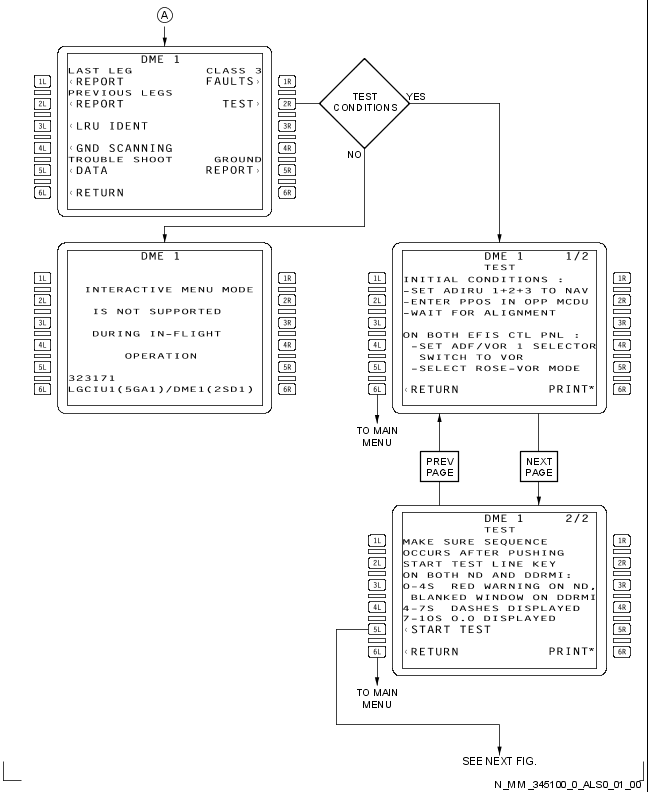 A
DME 1
LAST LEG CLASS 3
1L ‹REPORT FAULTS› 1R
PREVIOUS LEGS
2L ‹REPORT TEST› 2R
3L ‹LRU IDENT 3R
4L ‹GND SCANNING 4R
TROUBLE SHOOT GROUND
5L ‹DATA REPORT› 5R
6L ‹RETURN 6R
TEST
CONDITIONS
YES
NO
DME 1
1L INTERACTIVE MENU MODE 1R
2L IS NOT SUPPORTED 2R
3L DURING IN-FLIGHT 3R
4L OPERATION 4R
5L 5R
323171
6L LGCIU1(5GA1)/DME1(2SD1) 6R
DME 1 1/2
TEST
1L INITIAL CONDITIONS : 1R
-SET ADIRU 1+2+3 TO NAV
2L -ENTER PPOS IN OPP MCDU 2R
-WAIT FOR ALIGNMENT
3L 3R
ON BOTH EFIS CTL PNL :
4L -SET ADF/VOR 1 SELECTOR 4R
SWITCH TO VOR
5L -SELECT ROSE-VOR MODE 5R
6L ‹RETURN PRINT* 6R
TO MAIN
MENU
PREV
PAGE
NEXT
PAGE
DME 1 2/2
TEST
1L MAKE SURE SEQUENCE 1R
OCCURS AFTER PUSHING
2L START TEST LINE KEY 2R
ON BOTH ND AND DDRMI:
3L 0-4S RED WARNING ON ND, 3R
BLANKED WINDOW ON DDRMI
4L 4-7S DASHES DISPLAYED 4R
7-10S 0.0 DISPLAYED
5L ‹START TEST 5R
6L ‹RETURN PRINT* 6R
TO MAIN
MENU
SEE NEXT FIG.
N_MM_345100_0_ALS0_01_00